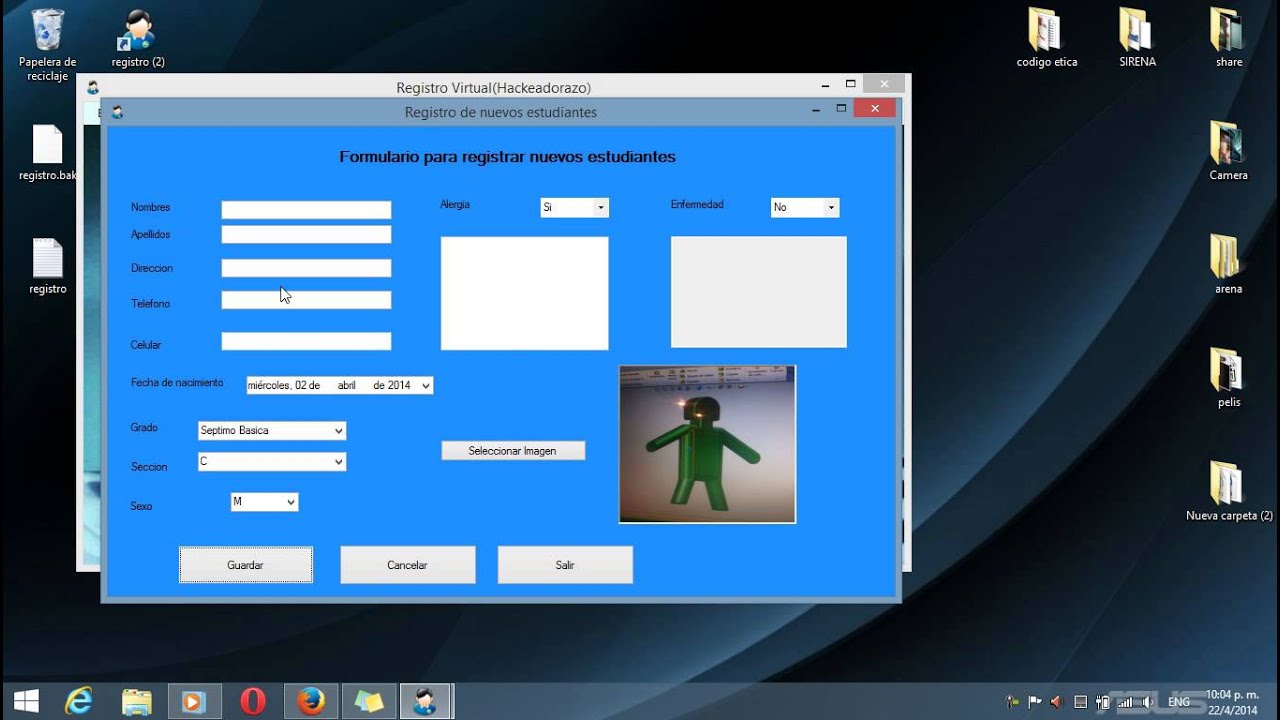 Papelera de
reciclaje
registro (2)
codigo etica
SIRENA
share
Registro Virtual(Hackeadorazo)
Registro de nuevos estudiantes
Formulario para registrar nuevos estudiantes
registro.bak
Camera
Nombres
Alergia
Si
Enfermedad
No
Apellidos
Direccion
registro
Telefono
arena
Celular
Fecha de nacimiento
miércoles, 02 de abril de 2014
pelis
Grado
Septimo Basica
Seccion
C
Seleccionar Imagen
Sexo
M
Nueva carpeta (2)
Guardar
Cancelar
Salir
ASUS
ENG
10:04 p. m.
22/4/2014